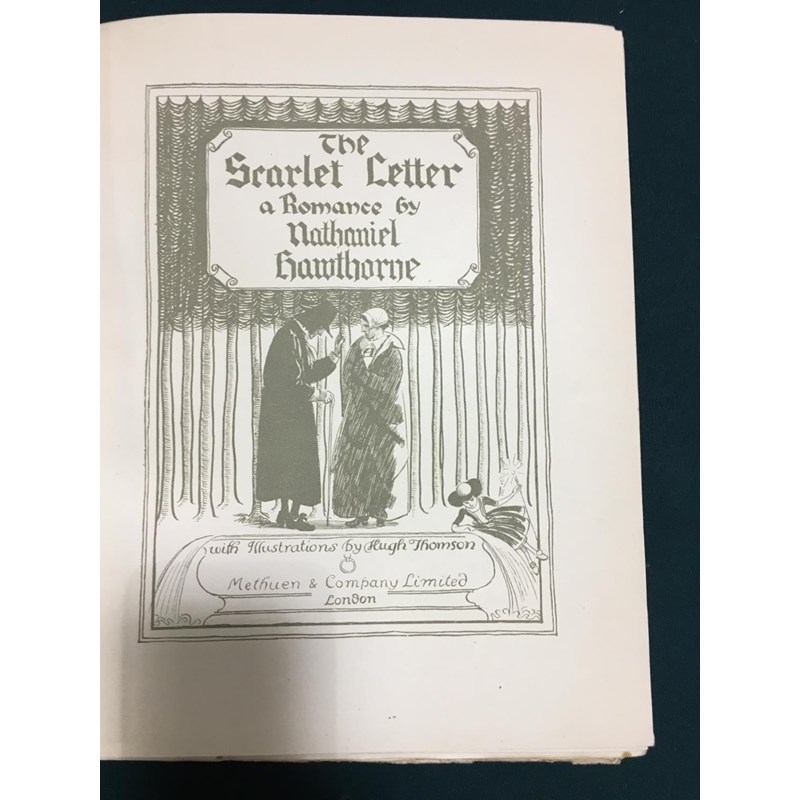 The
Scarlet Letter
a Romance by
Nathaniel
Hawthorne
with Illustrations by Hugh Thomson
Methuen & Company Limited
London